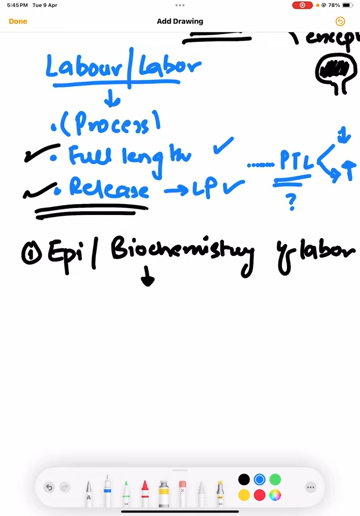 5:45 PM Tue 9 Apr
78%
Done
Add Drawing
Labour/Labor
(Process)
Full length
....... PTL
Release → LP
?
① Epi/ Biochemistry of labor